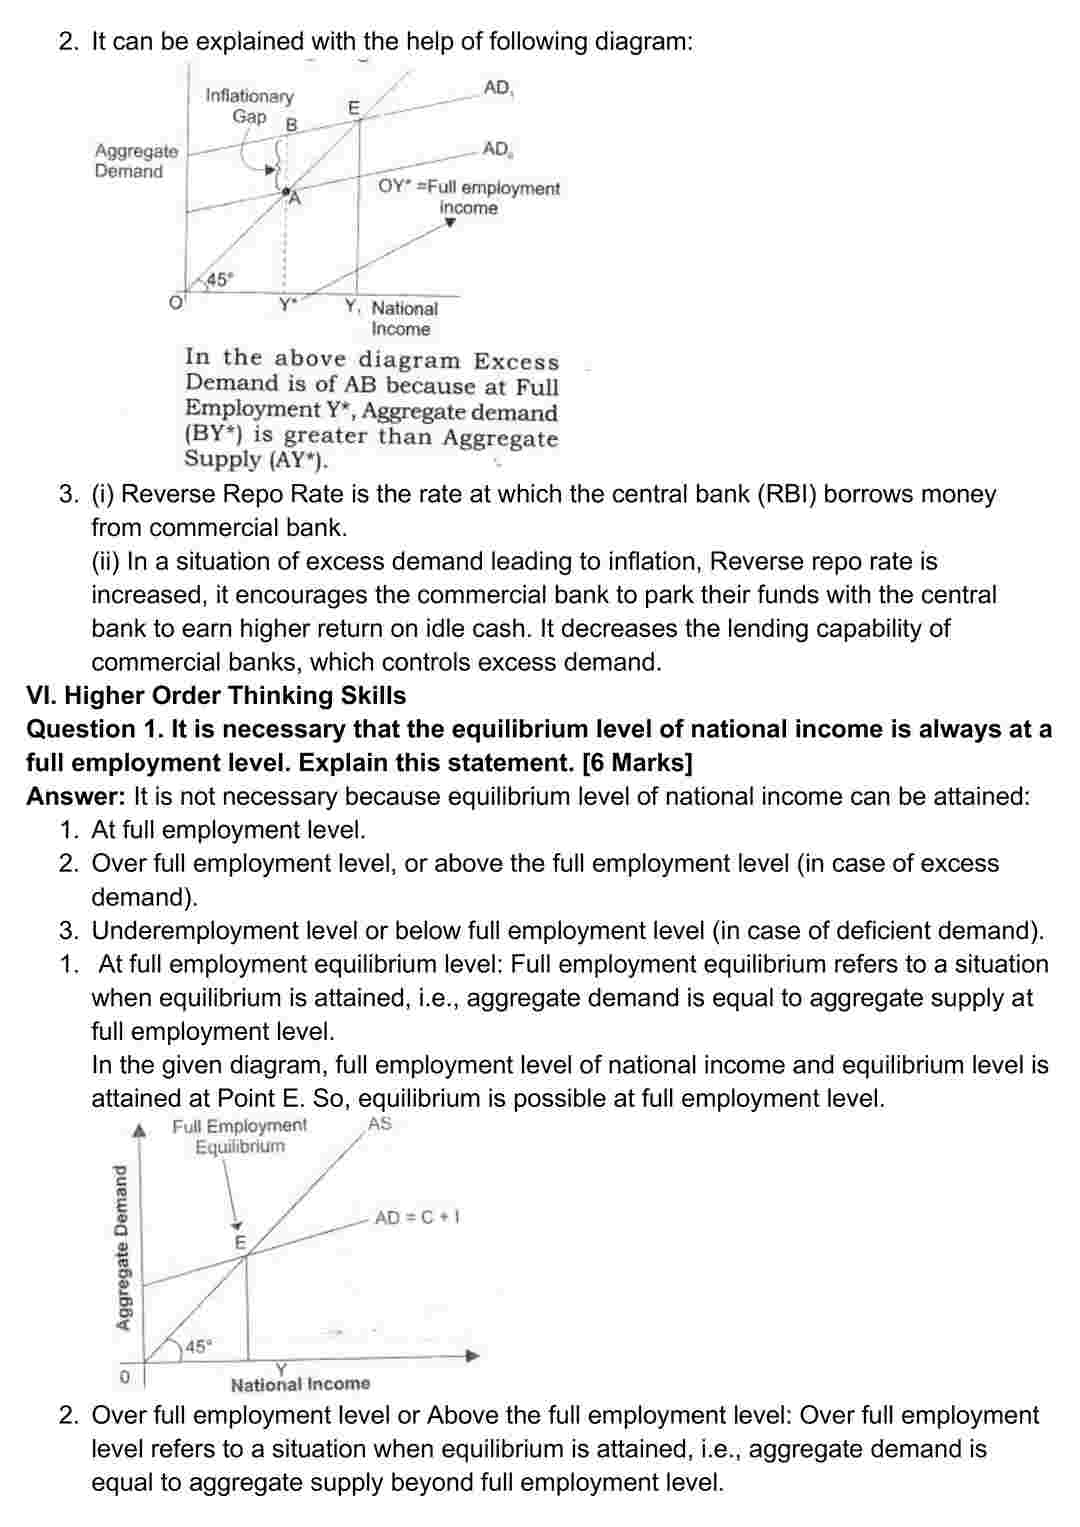 2. It can be explained with the help of following diagram:
Inflationary
Gap
B
E
AD₁
Aggregate
Demand
AD₀
A
OY* =Full employment
income
45°
O
Y*
Y₁
National
Income
In the above diagram Excess
Demand is of AB because at Full
Employment Y*, Aggregate demand
(BY*) is greater than Aggregate
Supply (AY*).
3. (i) Reverse Repo Rate is the rate at which the central bank (RBI) borrows money
from commercial bank.
(ii) In a situation of excess demand leading to inflation, Reverse repo rate is
increased, it encourages the commercial bank to park their funds with the central
bank to earn higher return on idle cash. It decreases the lending capability of
commercial banks, which controls excess demand.
VI. Higher Order Thinking Skills
Question 1. It is necessary that the equilibrium level of national income is always at a
full employment level. Explain this statement. [6 Marks]
Answer: It is not necessary because equilibrium level of national income can be attained:
1. At full employment level.
2. Over full employment level, or above the full employment level (in case of excess
demand).
3. Underemployment level or below full employment level (in case of deficient demand).
1. At full employment equilibrium level: Full employment equilibrium refers to a situation
when equilibrium is attained, i.e., aggregate demand is equal to aggregate supply at
full employment level.
In the given diagram, full employment level of national income and equilibrium level is
attained at Point E. So, equilibrium is possible at full employment level.
Full Employment
Equilibrium
AS
Aggregate Demand
AD = C + I
E
45°
0
Y
National Income
2. Over full employment level or Above the full employment level: Over full employment
level refers to a situation when equilibrium is attained, i.e., aggregate demand is
equal to aggregate supply beyond full employment level.